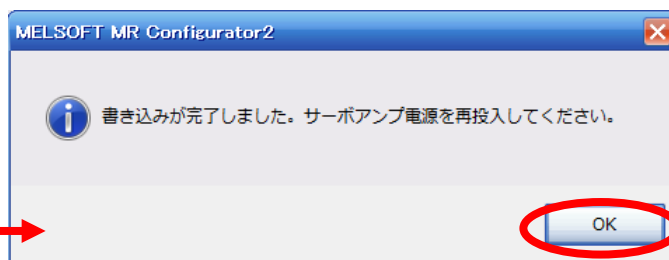 MELSOFT MR Configurator2
書き込みが完了しました。サーボアンプ電源を再投入してください。
OK